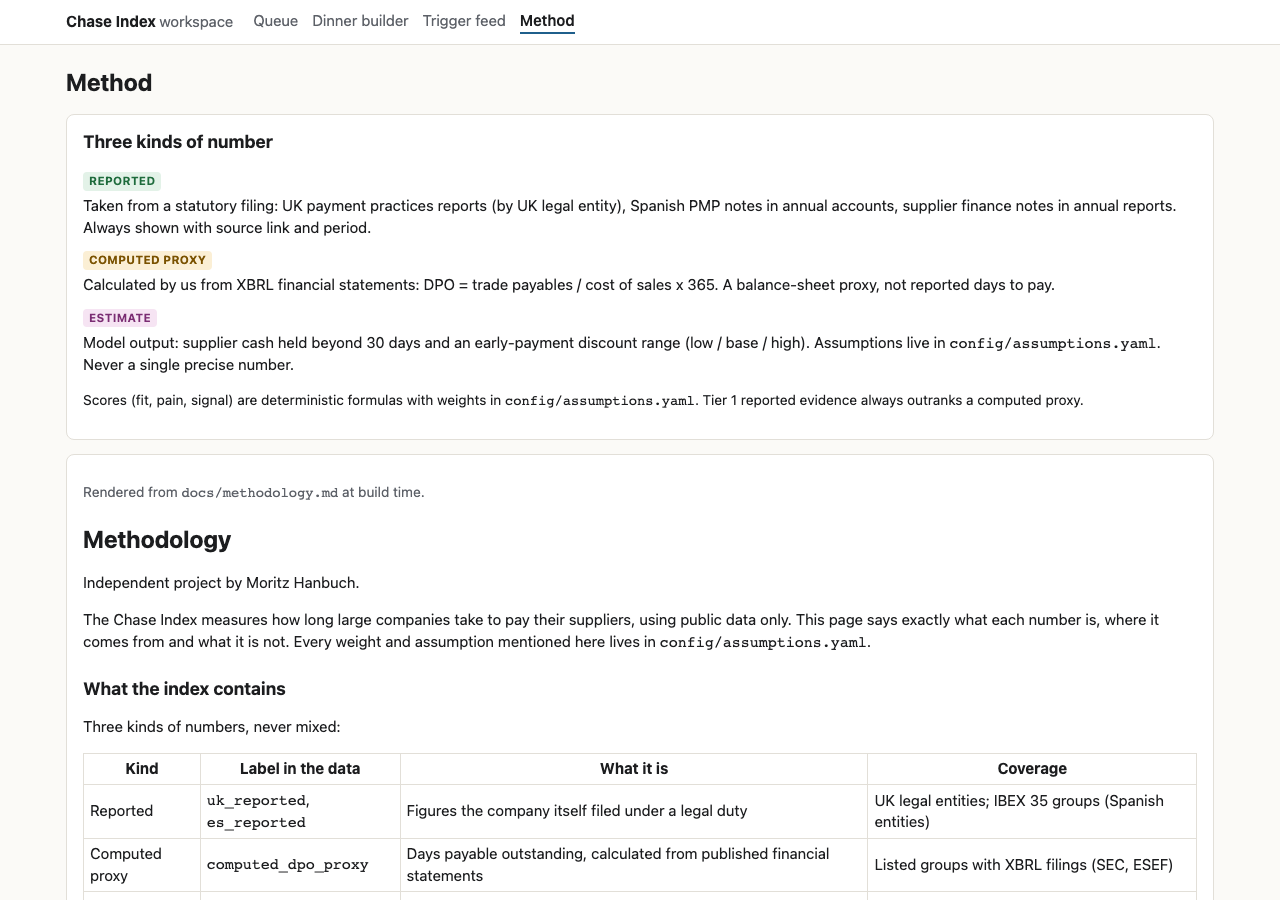 Chase Index workspace Queue Dinner builder Trigger feed Method
Method
Three kinds of number
REPORTED
Taken from a statutory filing: UK payment practices reports (by UK legal entity), Spanish PMP notes in annual accounts, supplier finance notes in annual reports.
Always shown with source link and period.
COMPUTED PROXY
Calculated by us from XBRL financial statements: DPO = trade payables / cost of sales x 365. A balance-sheet proxy, not reported days to pay.
ESTIMATE
Model output: supplier cash held beyond 30 days and an early-payment discount range (low / base / high). Assumptions live in config/assumptions.yaml.
Never a single precise number.
Scores (fit, pain, signal) are deterministic formulas with weights in config/assumptions.yaml. Tier 1 reported evidence always outranks a computed proxy.
Rendered from docs/methodology.md at build time.
Methodology
Independent project by Moritz Hanbuch.
The Chase Index measures how long large companies take to pay their suppliers, using public data only. This page says exactly what each number is, where it
comes from and what it is not. Every weight and assumption mentioned here lives in config/assumptions.yaml.
What the index contains
Three kinds of numbers, never mixed:
Kind Label in the data What it is Coverage
Reported uk_reported, es_reported Figures the company itself filed under a legal duty UK legal entities; IBEX 35 groups (Spanish entities)
Computed proxy computed_dpo_proxy Days payable outstanding, calculated from published financial statements Listed groups with XBRL filings (SEC, ESEF)